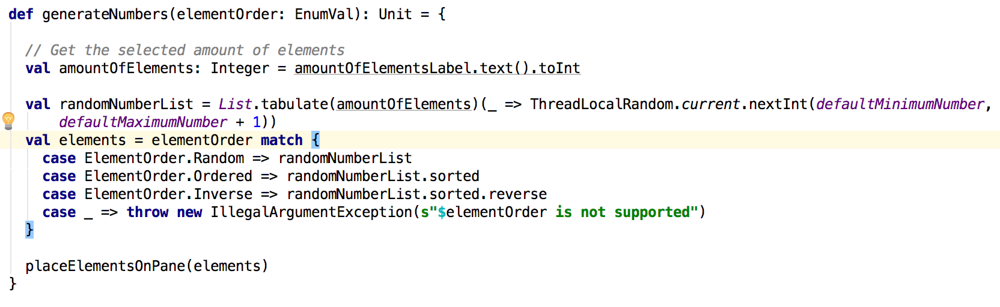 def generateNumbers(elementOrder: EnumVal): Unit = {
// Get the selected amount of elements
val amountOfElements: Integer = amountOfElementsLabel.text().toInt
val randomNumberList = List.tabulate(amountOfElements)(_ => ThreadLocalRandom.current.nextInt(defaultMinimumNumber,
defaultMaximumNumber + 1))
val elements = elementOrder match {
case ElementOrder.Random => randomNumberList
case ElementOrder.Ordered => randomNumberList.sorted
case ElementOrder.Inverse => randomNumberList.sorted.reverse
case _ => throw new IllegalArgumentException(s"$elementOrder is not supported")
}
placeElementsOnPane(elements)
}